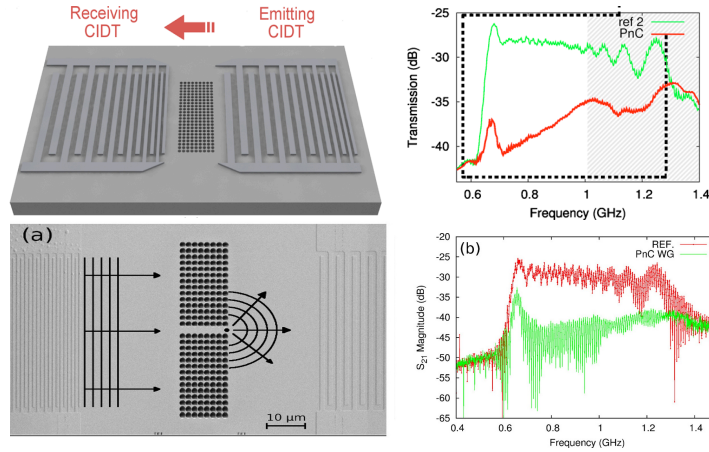 Receiving
CIDT
Emitting
CIDT
-25
-30
-35
-40
Transmission (dB)
ref 2
PnC
0.6
0.8
1
1.2
1.4
Frequency (GHz)
(a)
10 μm
(b)
REF.
PnC WG
-20
-25
-30
-35
-40
-45
-50
-55
-60
-65
S21 Magnitude (dB)
0.4
0.6
0.8
1
1.2
1.4
Frequency (GHz)